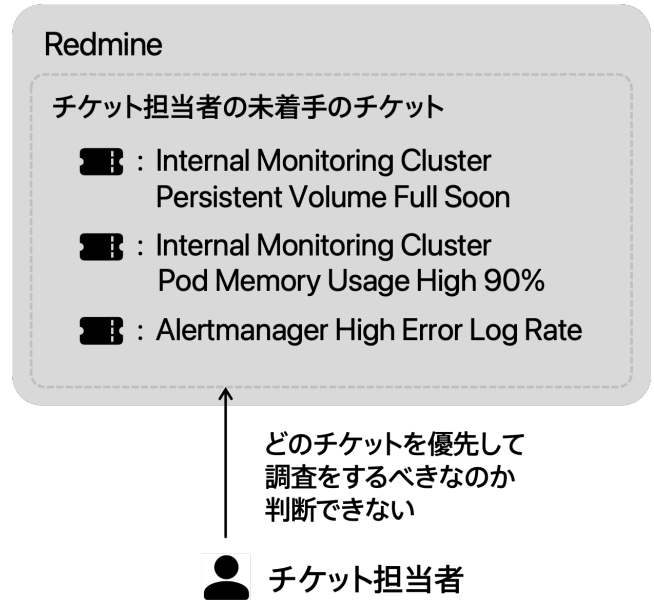 Redmine
チケット担当者の未着手のチケット
: Internal Monitoring Cluster
Persistent Volume Full Soon
: Internal Monitoring Cluster
Pod Memory Usage High 90%
: Alertmanager High Error Log Rate
どのチケットを優先して
調査をするべきなのか
判断できない
チケット担当者